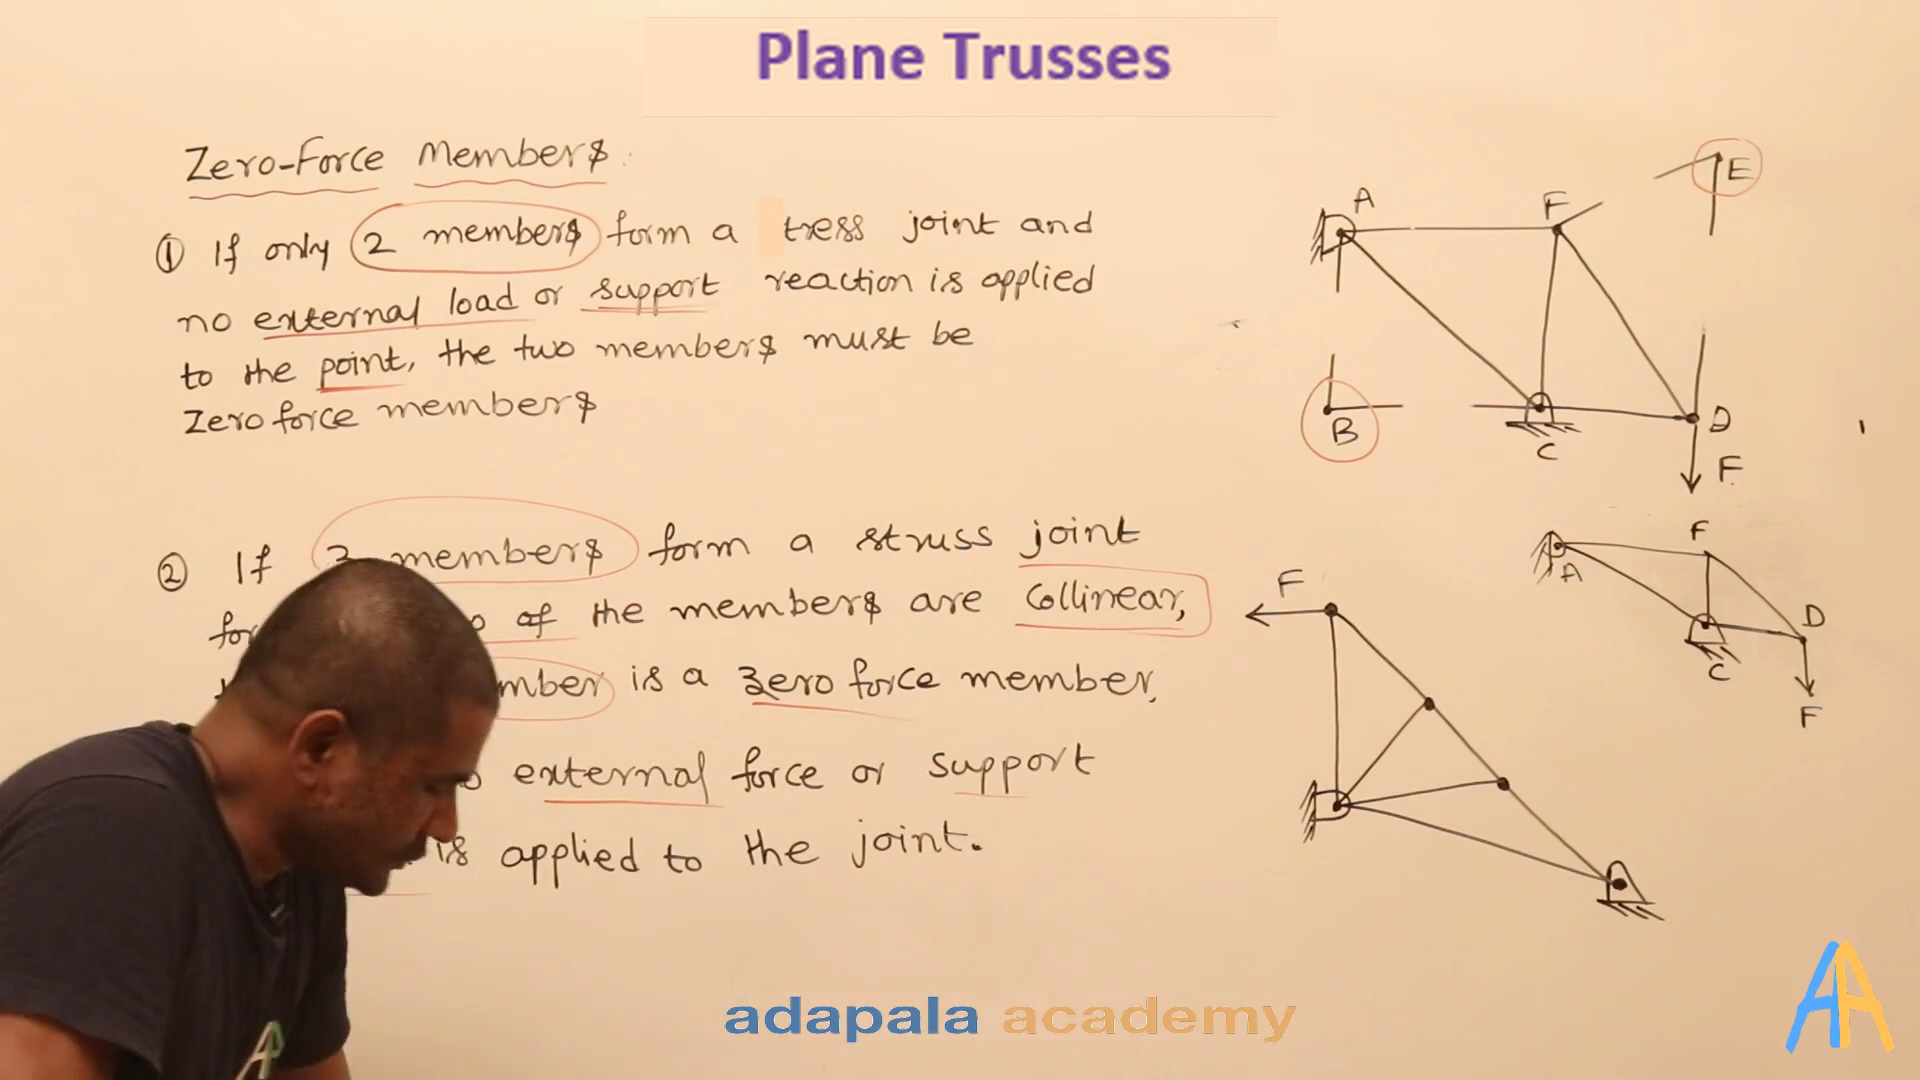 Plane Trusses
Zero-Force Members
① If only 2 members form a tress joint and
no external load or support reaction is applied
to the point, the two members must be
Zero force members
② If members form a struss joint
of the members are Collinear,
is a zero force member,
external force or support
is applied to the joint.
A
F
E
B
C
D
F
A
F
C
D
F
F
adapala academy
AA